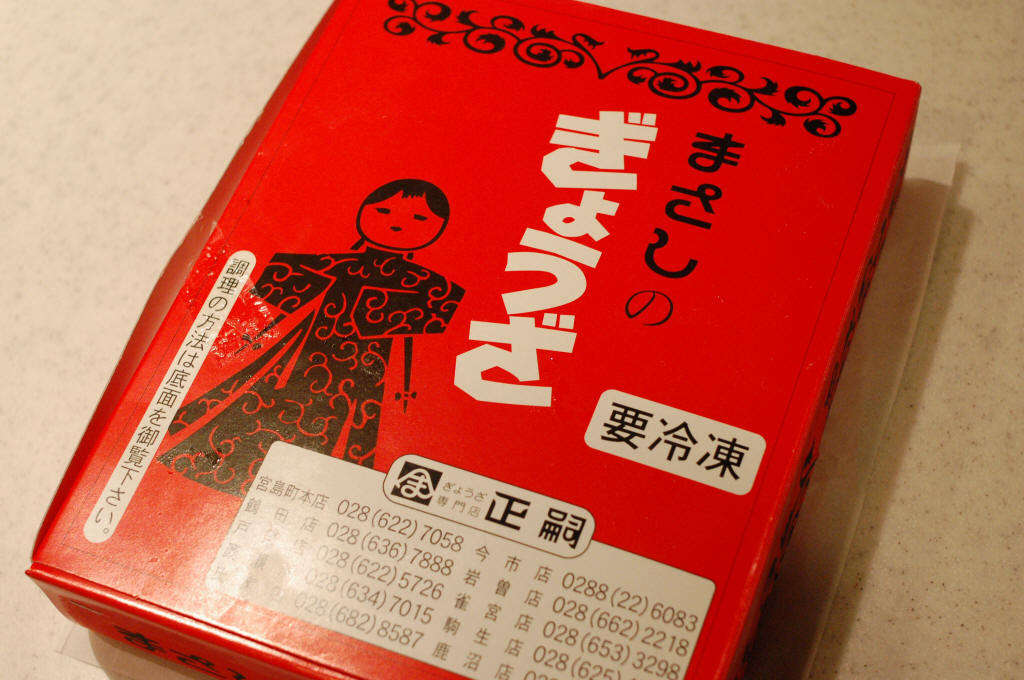 まさしの
ぎょうざ
要冷凍
調理の方法は底面を御覧下さい。
ぎょうざ
専門店
正嗣
宮島町本店 028(622)7058
鶴田店 028(636)7888
028(622)5726
028(634)7015
028(682)8587
今市店 0288(22)6083
岩曽店 028(662)2218
雀宮店 028(653)3298
駒生店 028(625)
鹿沼店